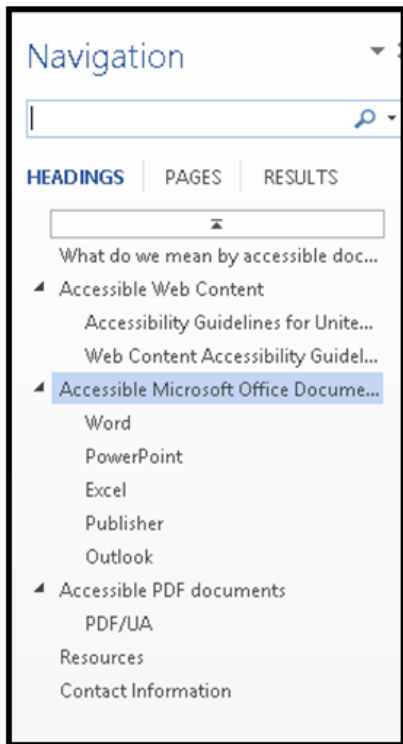 Navigation
HEADINGS PAGES RESULTS
What do we mean by accessible doc...
Accessible Web Content
Accessibility Guidelines for Unite...
Web Content Accessibility Guidel...
Accessible Microsoft Office Docume...
Word
PowerPoint
Excel
Publisher
Outlook
Accessible PDF documents
PDF/UA
Resources
Contact Information